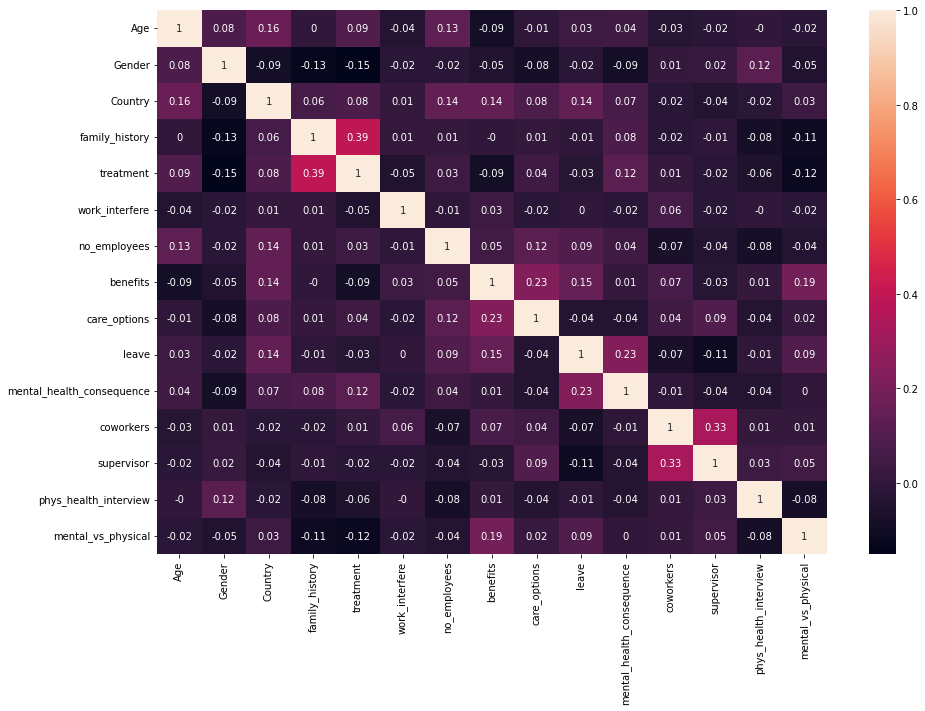 Age 1 0.08 0.16 0 0.09 -0.04 0.13 -0.09 -0.01 0.03 0.04 -0.03 -0.02 -0 -0.02
Gender 0.08 1 -0.09 -0.13 -0.15 -0.02 -0.02 -0.05 -0.08 -0.02 -0.09 0.01 0.02 0.12 -0.05
Country 0.16 -0.09 1 0.06 0.08 0.01 0.14 0.14 0.08 0.14 0.07 -0.02 -0.04 -0.02 0.03
family_history 0 -0.13 0.06 1 0.39 0.01 0.01 -0 0.01 -0.01 0.08 -0.02 -0.01 -0.08 -0.11
treatment 0.09 -0.15 0.08 0.39 1 -0.05 0.03 -0.09 0.04 -0.03 0.12 0.01 -0.02 -0.06 -0.12
work_interfere -0.04 -0.02 0.01 0.01 -0.05 1 -0.01 0.03 -0.02 0 -0.02 0.06 -0.02 -0 -0.02
no_employees 0.13 -0.02 0.14 0.01 0.03 -0.01 1 0.05 0.12 0.09 0.04 -0.07 -0.04 -0.08 -0.04
benefits -0.09 -0.05 0.14 -0 -0.09 0.03 0.05 1 0.23 0.15 0.01 0.07 -0.03 0.01 0.19
care_options -0.01 -0.08 0.08 0.01 0.04 -0.02 0.12 0.23 1 -0.04 -0.04 0.04 0.09 -0.04 0.02
leave 0.03 -0.02 0.14 -0.01 -0.03 0 0.09 0.15 -0.04 1 0.23 -0.07 -0.11 -0.01 0.09
mental_health_consequence 0.04 -0.09 0.07 0.08 0.12 -0.02 0.04 0.01 -0.04 0.23 1 -0.01 -0.04 -0.04 0
coworkers -0.03 0.01 -0.02 -0.02 0.01 0.06 -0.07 0.07 0.04 -0.07 -0.01 1 0.33 0.01 0.01
supervisor -0.02 0.02 -0.04 -0.01 -0.02 -0.02 -0.04 -0.03 0.09 -0.11 -0.04 0.33 1 0.03 0.05
phys_health_interview -0 0.12 -0.02 -0.08 -0.06 -0 -0.08 0.01 -0.04 -0.01 -0.04 0.01 0.03 1 -0.08
mental_vs_physical -0.02 -0.05 0.03 -0.11 -0.12 -0.02 -0.04 0.19 0.02 0.09 0 0.01 0.05 -0.08 1
Age
Gender
Country
family_history
treatment
work_interfere
no_employees
benefits
care_options
leave
mental_health_consequence
coworkers
supervisor
phys_health_interview
mental_vs_physical
1.0
0.8
0.6
0.4
0.2
0.0